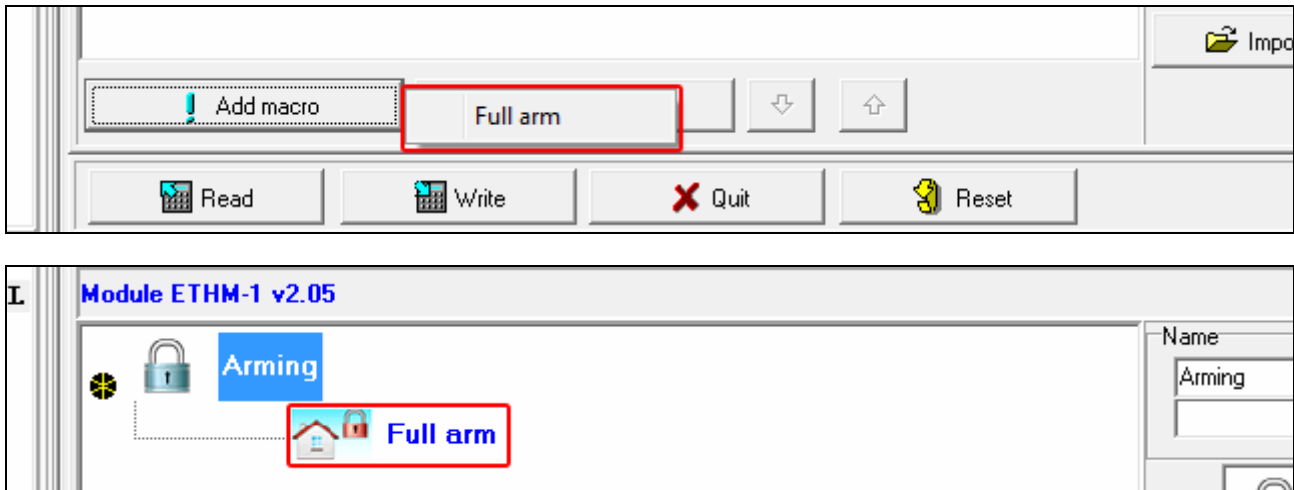 Impo
Add macro
Full arm
Read
Write
Quit
Reset
Module ETHM-1 v2.05
Name
Arming
Arming
Full arm